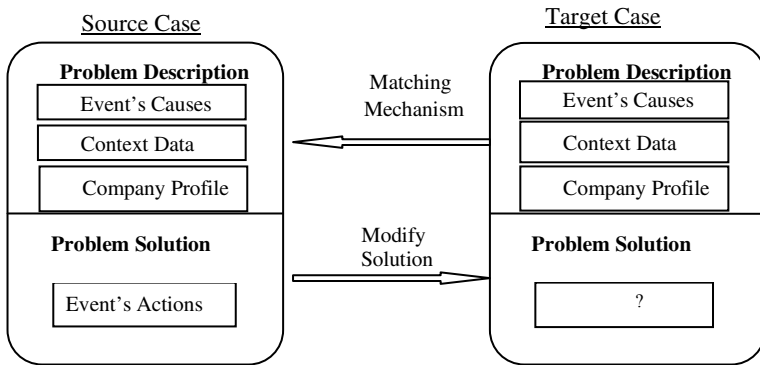 Source Case
Problem Description
Event's Causes
Context Data
Company Profile
Problem Solution
Event's Actions
Matching
Mechanism
Modify
Solution
Target Case
Problem Description
Event's Causes
Context Data
Company Profile
Problem Solution
?